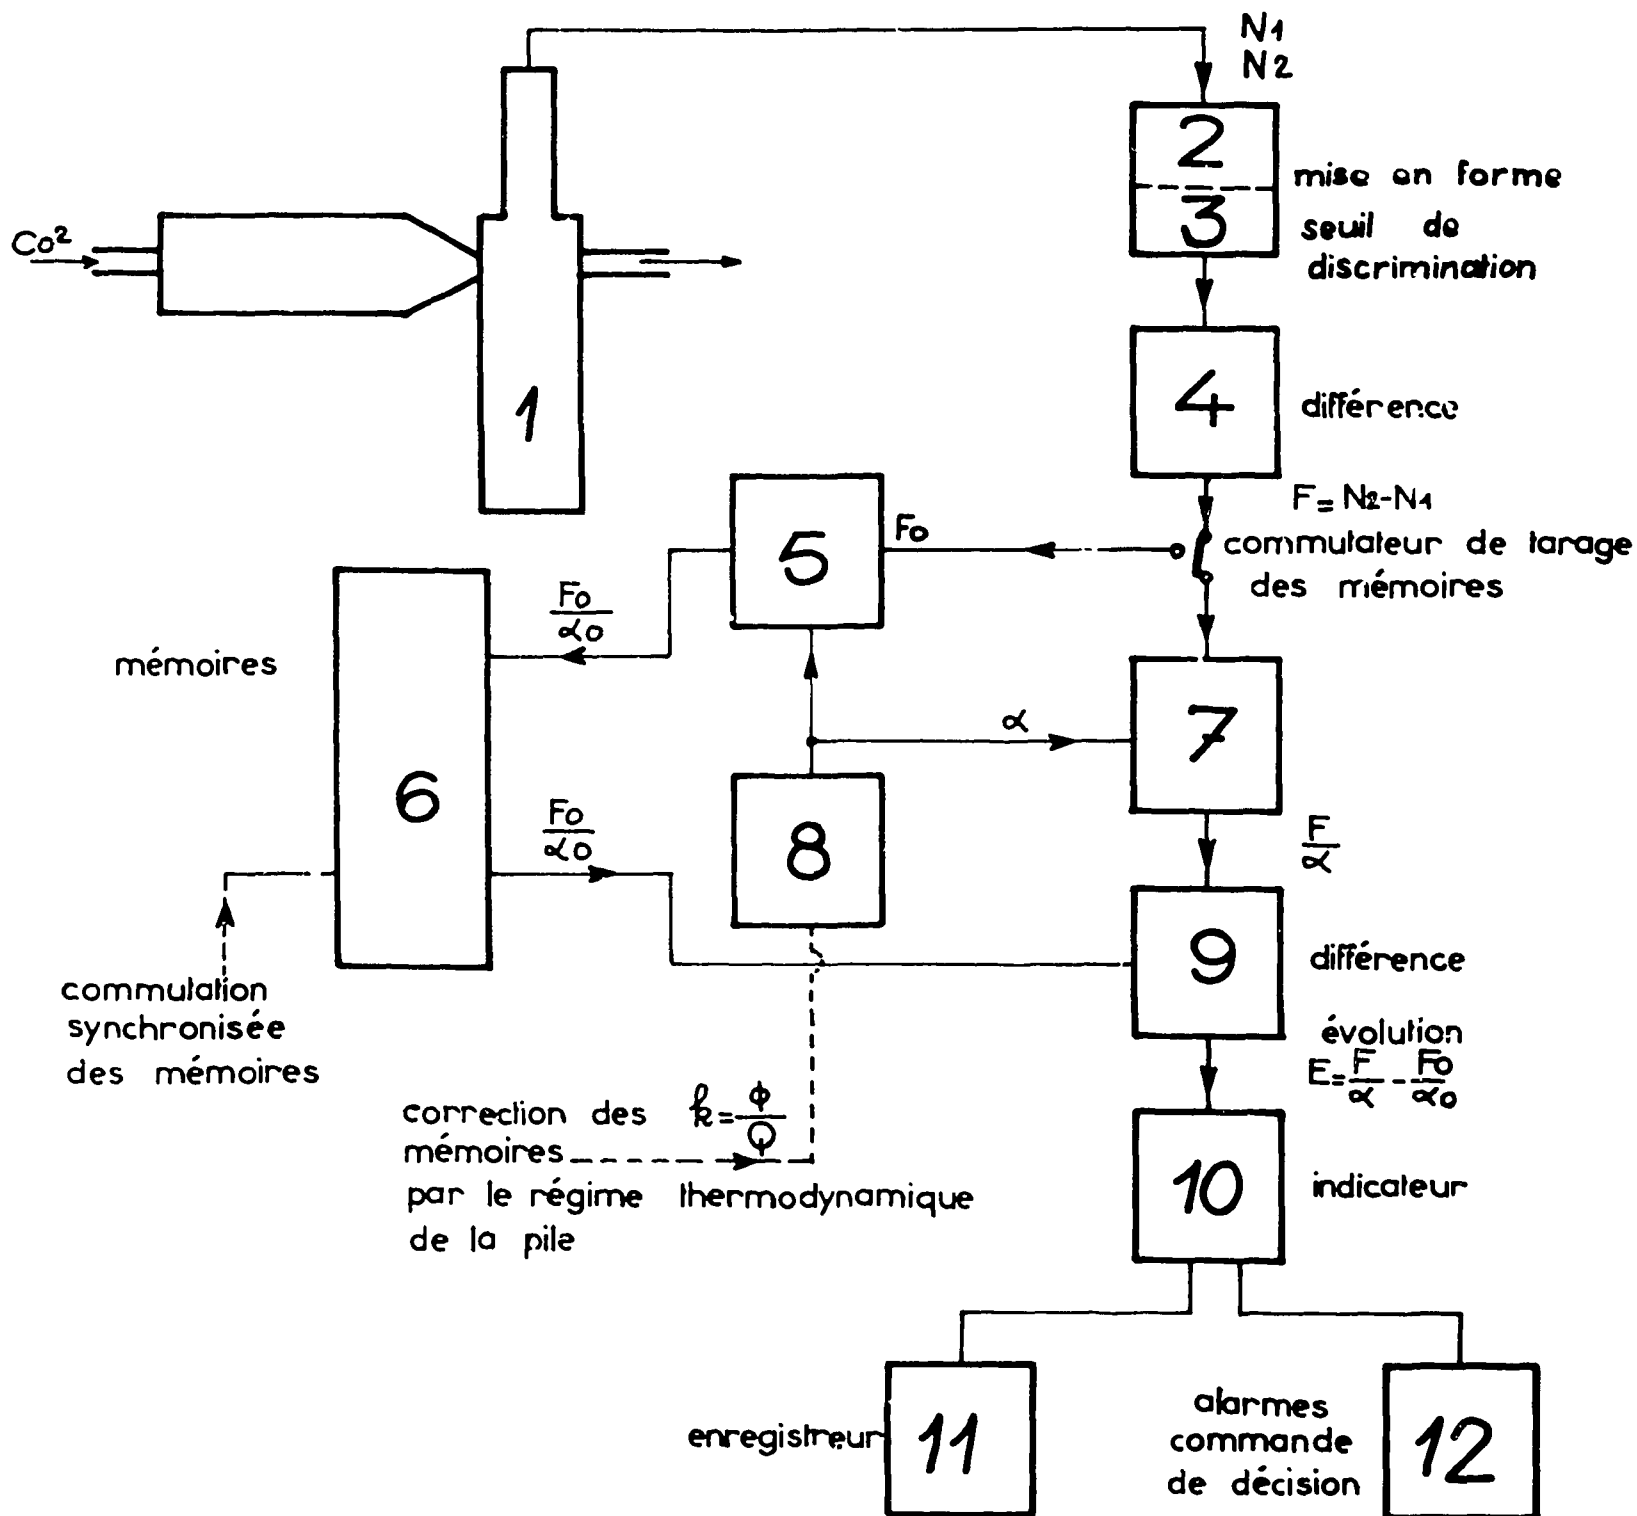 N1
N2
2
mise en forme
3
seuil de
discrimination
Co²
1
4
différence
F = N2-N1
commutateur de tarage
des mémoires
5
Fo
Fo
αo
mémoires
6
α
7
8
Fo
αo
F
α
9
différence
commutation
synchronisée
des mémoires
évolution
E = F/α - Fo/αo
correction des k = ϕ/Q
mémoires
par le régime thermodynamique
de la pile
10
indicateur
enregistreur
11
alarmes
commande
de décision
12